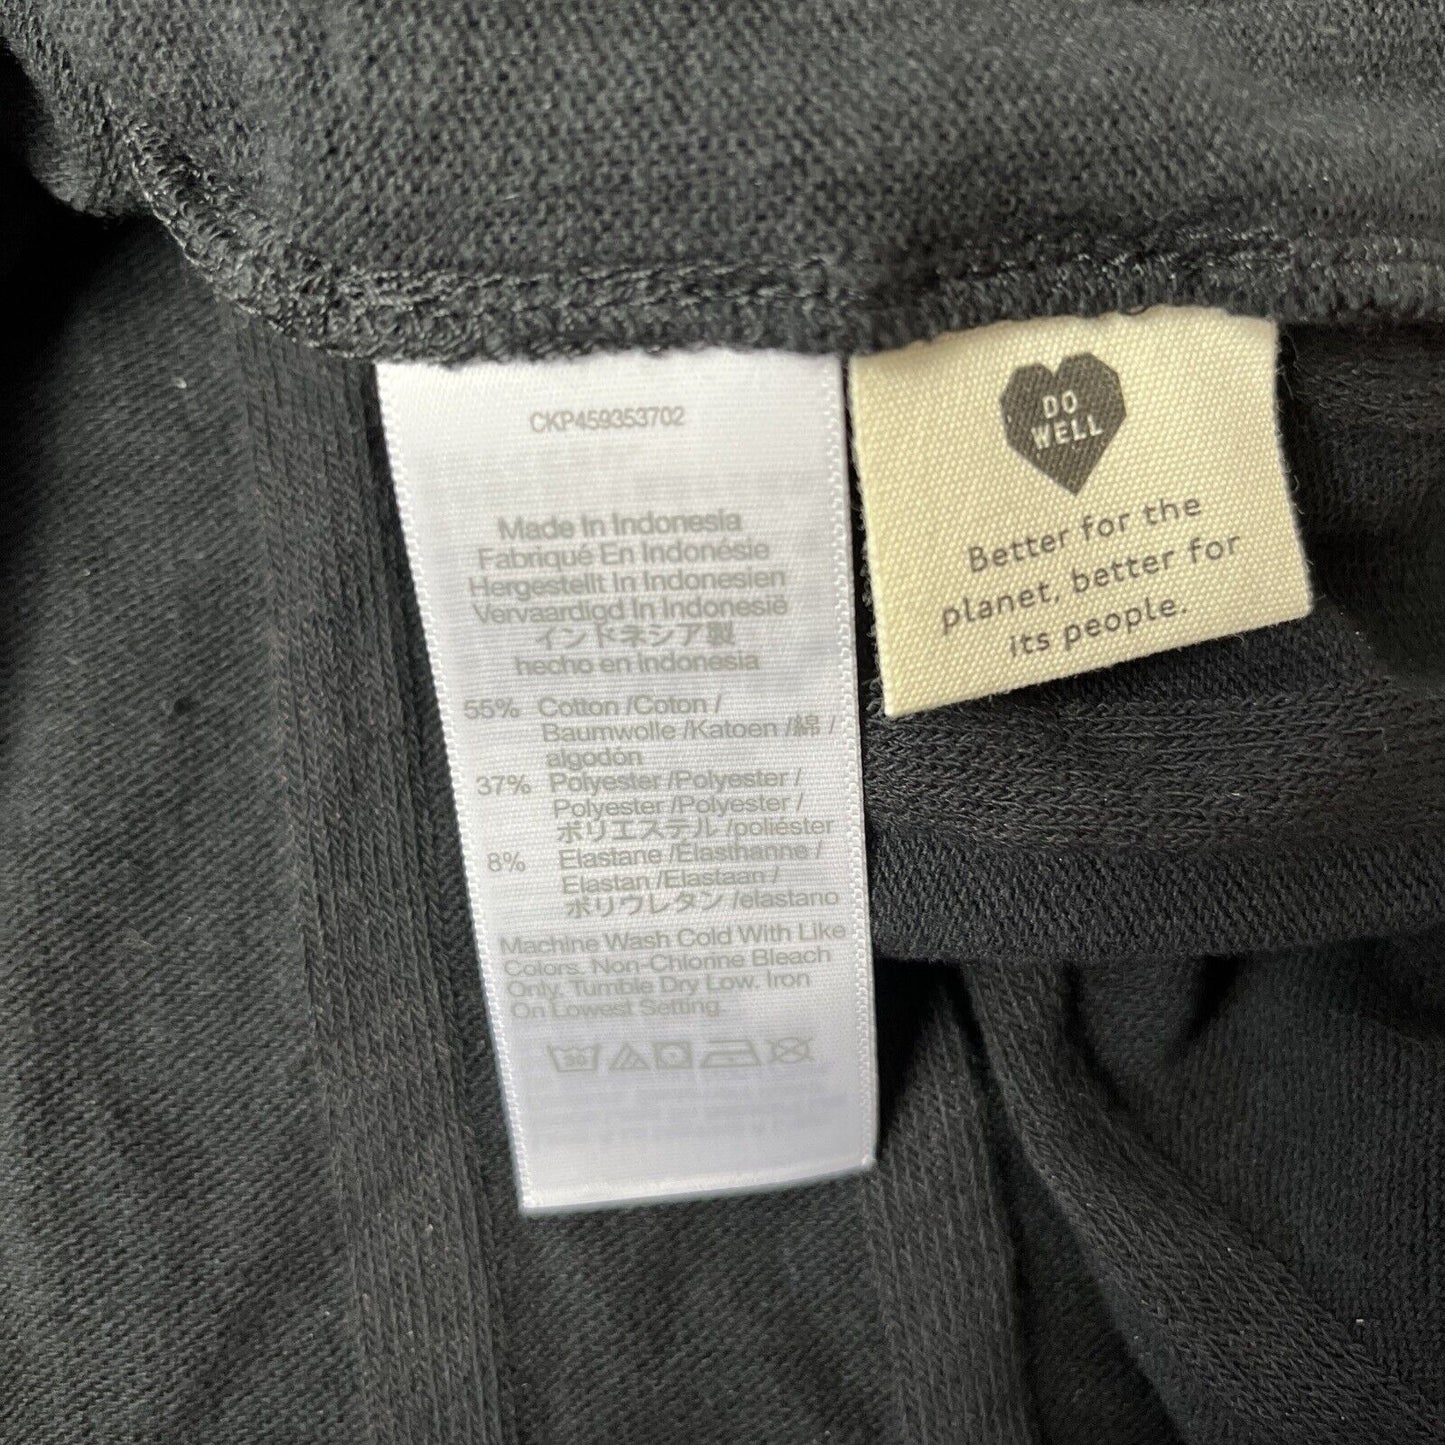 CKP459353702
Made In Indonesia
Fabriqué En Indonésie
Hergestellt In Indonesien
Vervaardigd In Indonesië
インドネシア製
hecho en Indonesia
55% Cotton /Coton /
Baumwolle /Katoen /綿 /
algodón
37% Polyester /Polyester /
Polyester /Polyester /
ポリエステル /poliéster
8% Elastane /Élasthanne /
Elastan /Elastaan /
ポリウレタン /elastano
Machine Wash Cold With Like
Colors. Non-Chlorine Bleach
Only. Tumble Dry Low. Iron
On Lowest Setting.
30
DO
WELL
Better for the
planet, better for
its people.